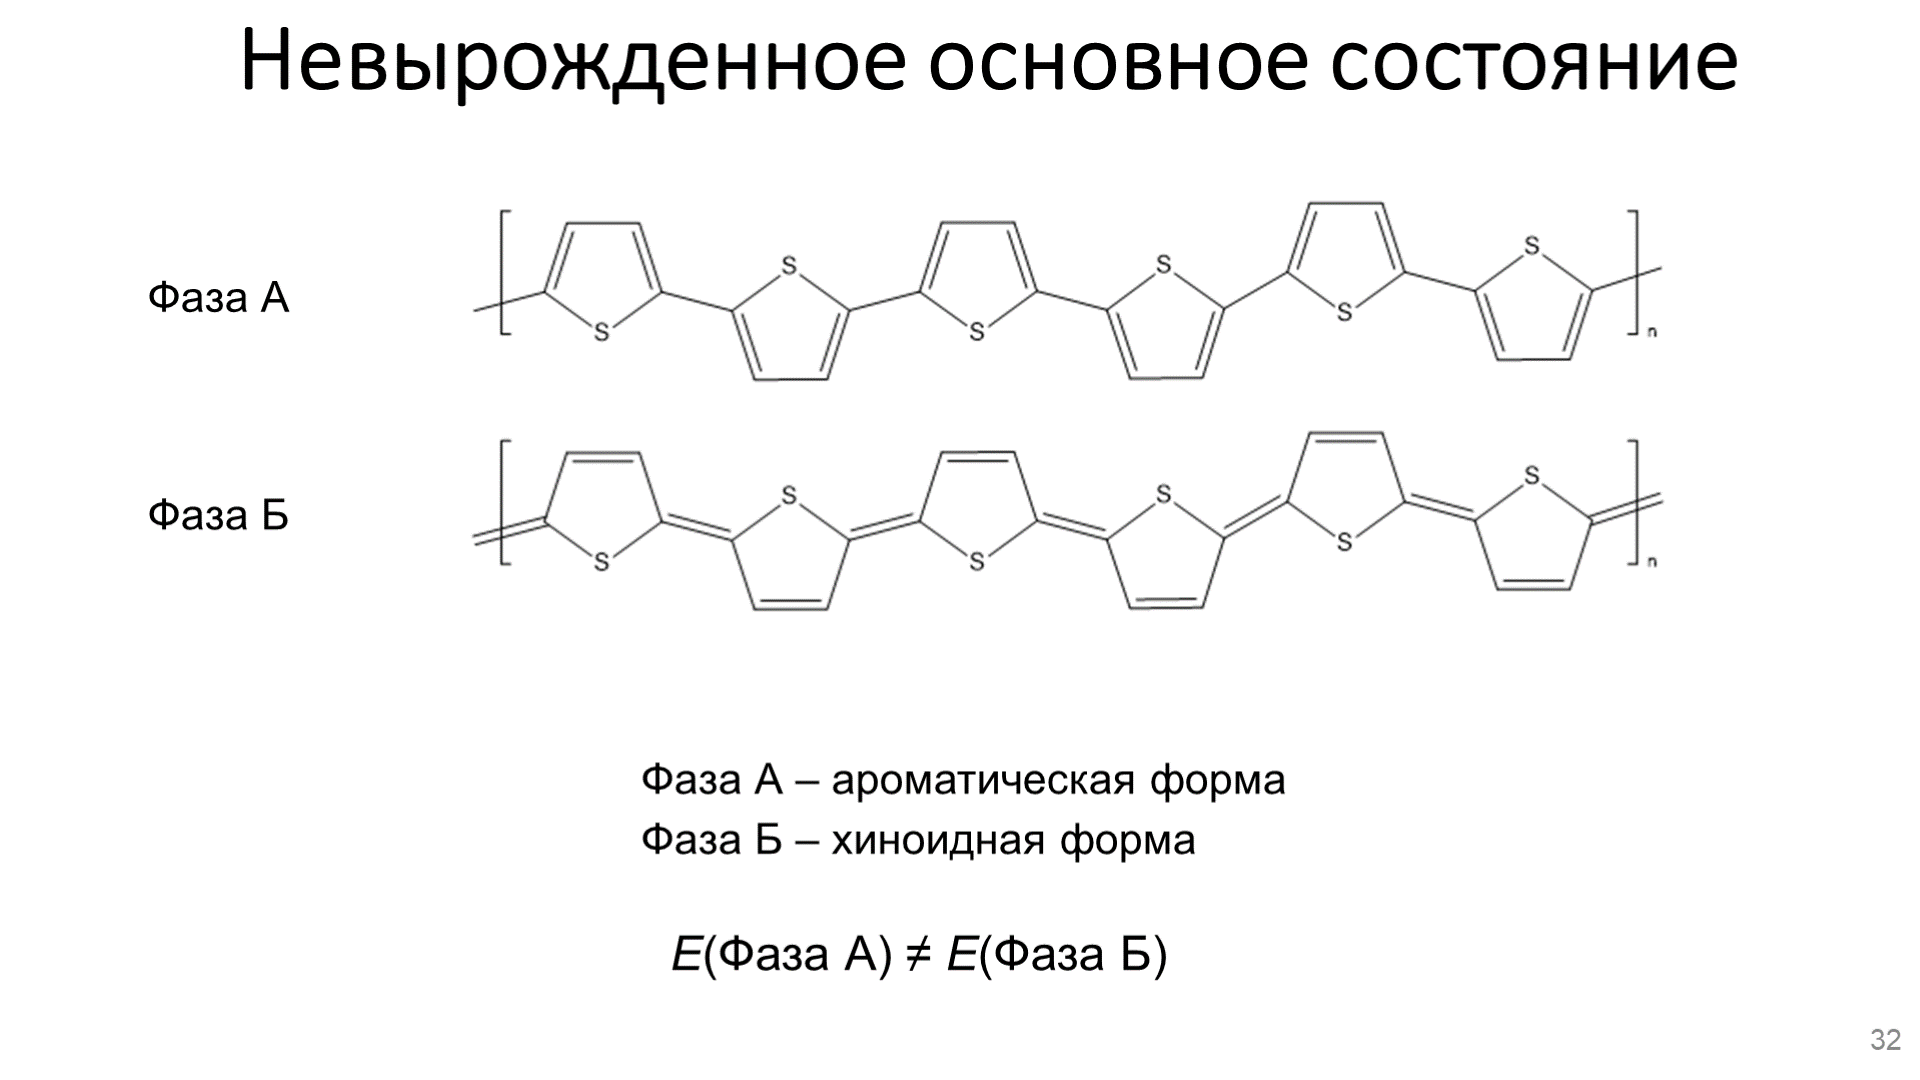 Невырожденное основное состояние
Фаза А
S S S S S S
n
Фаза Б
S S S S S S
n
Фаза А – ароматическая форма
Фаза Б – хиноидная форма
E(Фаза А) ≠ E(Фаза Б)
32